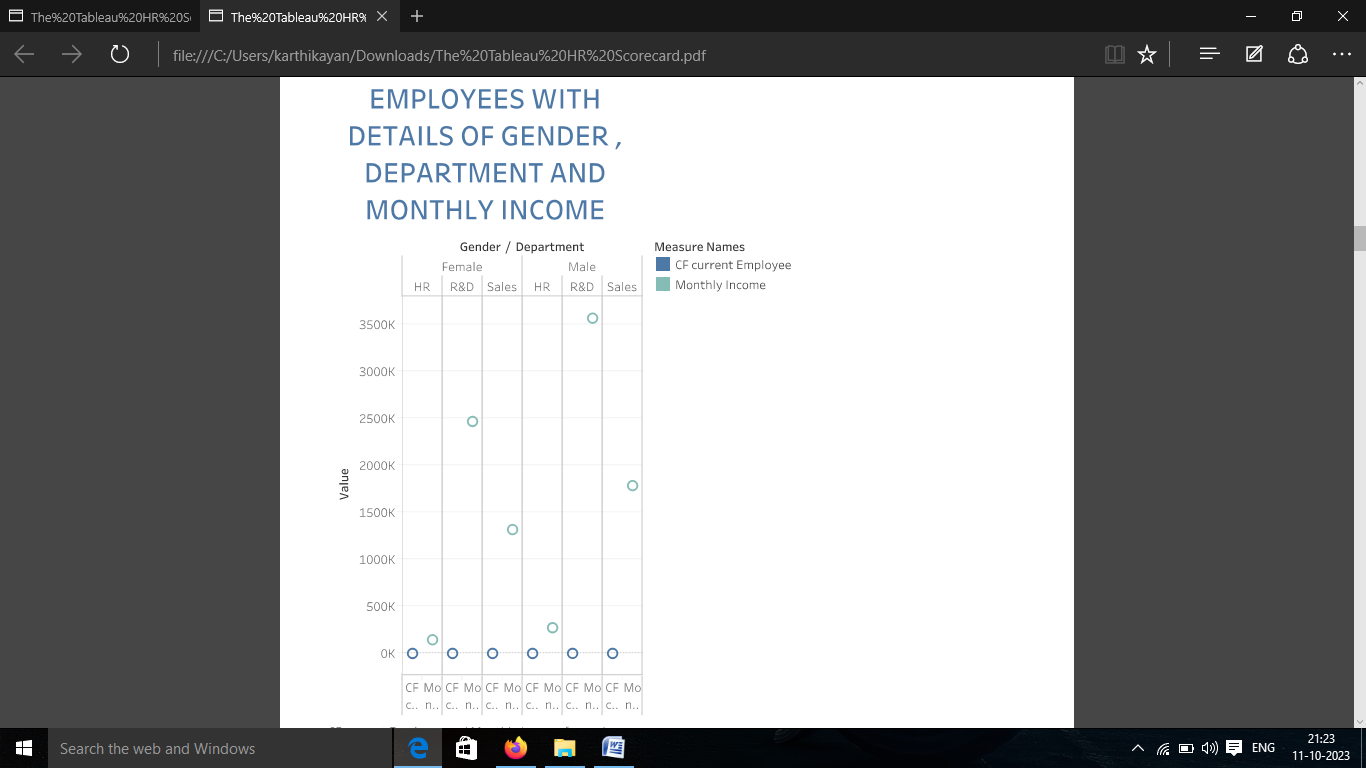 The%20Tableau%20HR%20S
The%20Tableau%20HR%
file:///C:/Users/karthikayan/Downloads/The%20Tableau%20HR%20Scorecard.pdf
EMPLOYEES WITH
DETAILS OF GENDER ,
DEPARTMENT AND
MONTHLY INCOME
Gender / Department
Female Male
HR R&D Sales HR R&D Sales
Measure Names
CF current Employee
Monthly Income
Value
3500K
3000K
2500K
2000K
1500K
1000K
500K
0K
CF Mo CF Mo CF Mo CF Mo CF Mo CF Mo
c.. n.. c.. n.. c.. n.. c.. n.. c.. n.. c.. n..
Search the web and Windows
ENG
21:23
11-10-2023